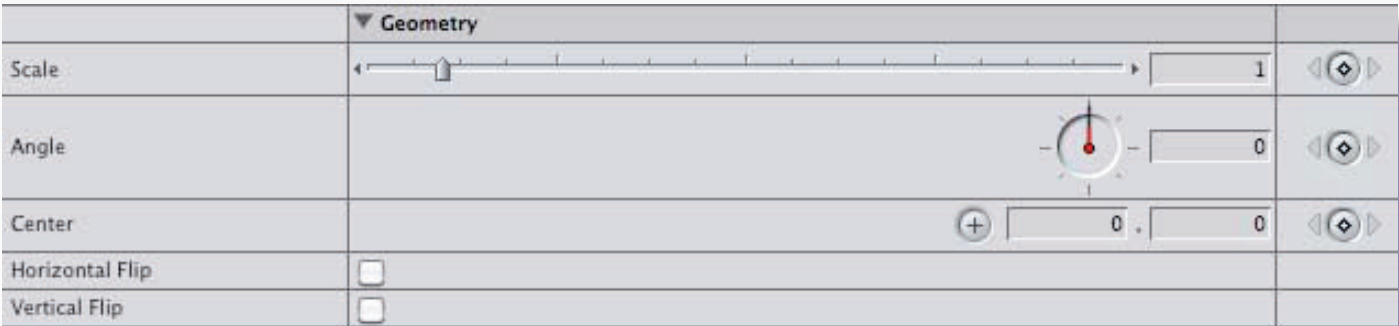 Geometry
Scale 1
Angle 0
Center 0 , 0
Horizontal Flip
Vertical Flip